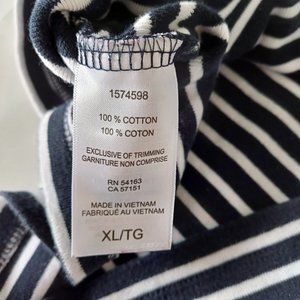 1574598
100 % COTTON
100 % COTON
EXCLUSIVE OF TRIMMING
GARNITURE NON COMPRISE
RN 54163
CA 57151
MADE IN VIETNAM
FABRIQUÉ AU VIETNAM
XL/TG